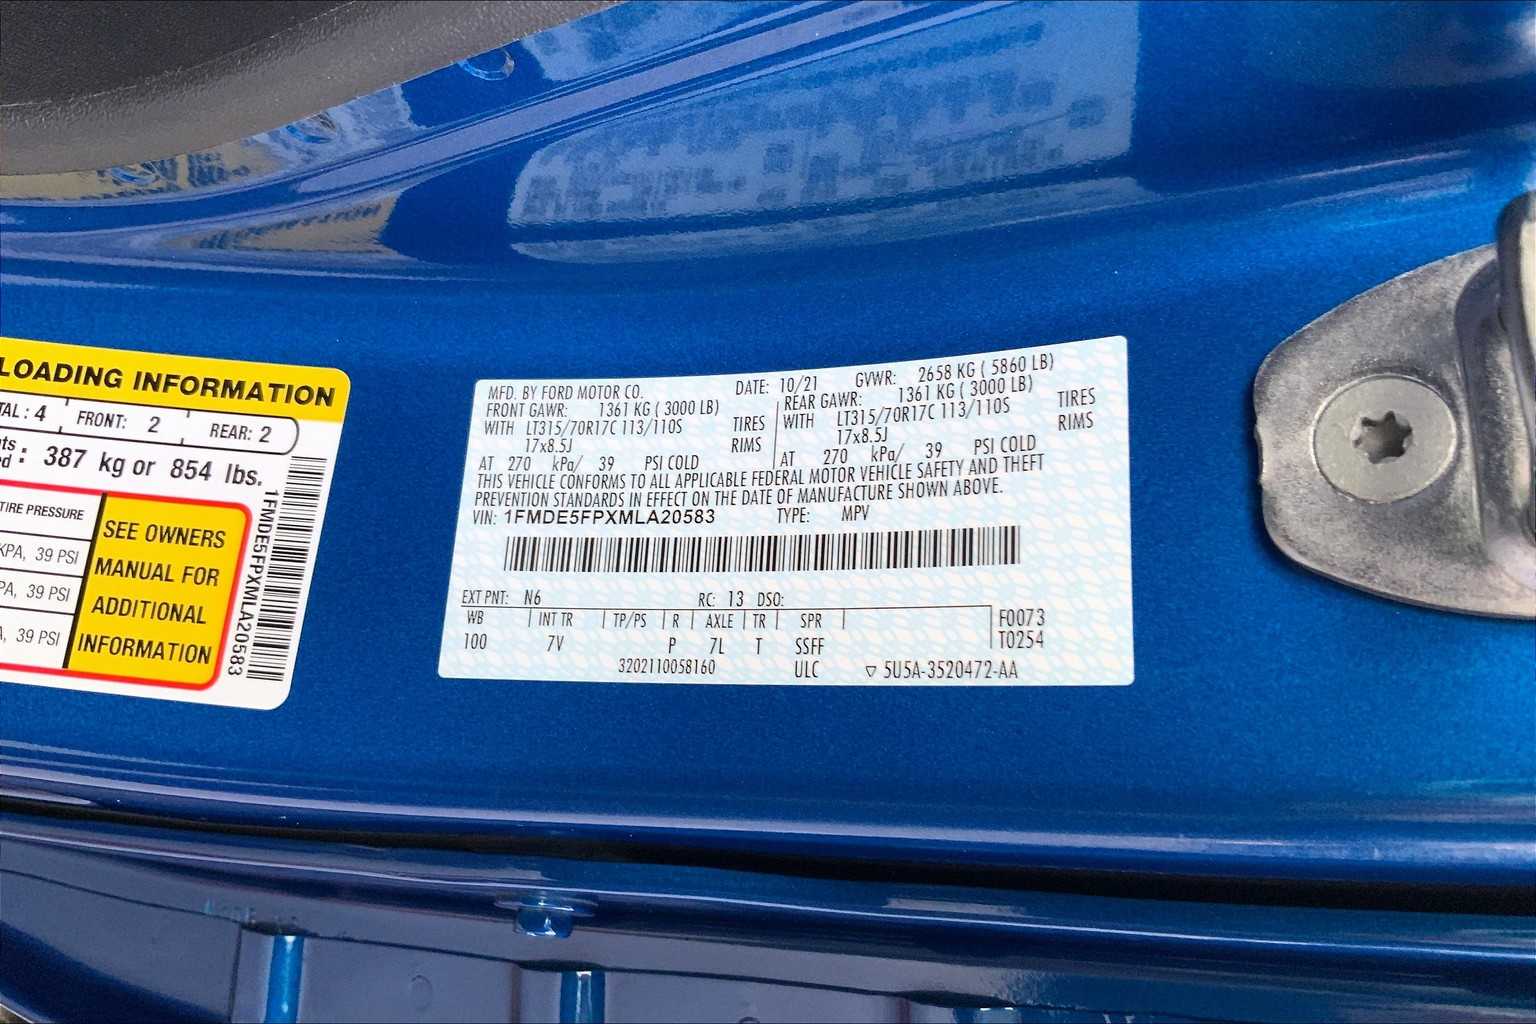 LOADING INFORMATION
TAL : 4 FRONT: 2 REAR: 2
nts
ed : 387 kg or 854 lbs.
TIRE PRESSURE
KPA, 39 PSI
PA, 39 PSI
A, 39 PSI
SEE OWNERS
MANUAL FOR
ADDITIONAL
INFORMATION
1FMDE5FPXMLA20583
MFD. BY FORD MOTOR CO. DATE: 10/21 GVWR: 2658 KG ( 5860 LB)
FRONT GAWR: 1361 KG ( 3000 LB) REAR GAWR: 1361 KG ( 3000 LB)
WITH LT315/70R17C 113/110S TIRES WITH LT315/70R17C 113/110S TIRES
17x8.5J RIMS 17x8.5J RIMS
AT 270 kPa/ 39 PSI COLD AT 270 kPa/ 39 PSI COLD
THIS VEHICLE CONFORMS TO ALL APPLICABLE FEDERAL MOTOR VEHICLE SAFETY AND THEFT
PREVENTION STANDARDS IN EFFECT ON THE DATE OF MANUFACTURE SHOWN ABOVE.
VIN: 1FMDE5FPXMLA20583 TYPE: MPV
EXT PNT: N6 RC: 13 DSO:
WB INT TR TP/PS R AXLE TR SPR F0073
100 7V P 7L T SSFF T0254
3202110058160 ULC ▽ 5U5A-3520472-AA